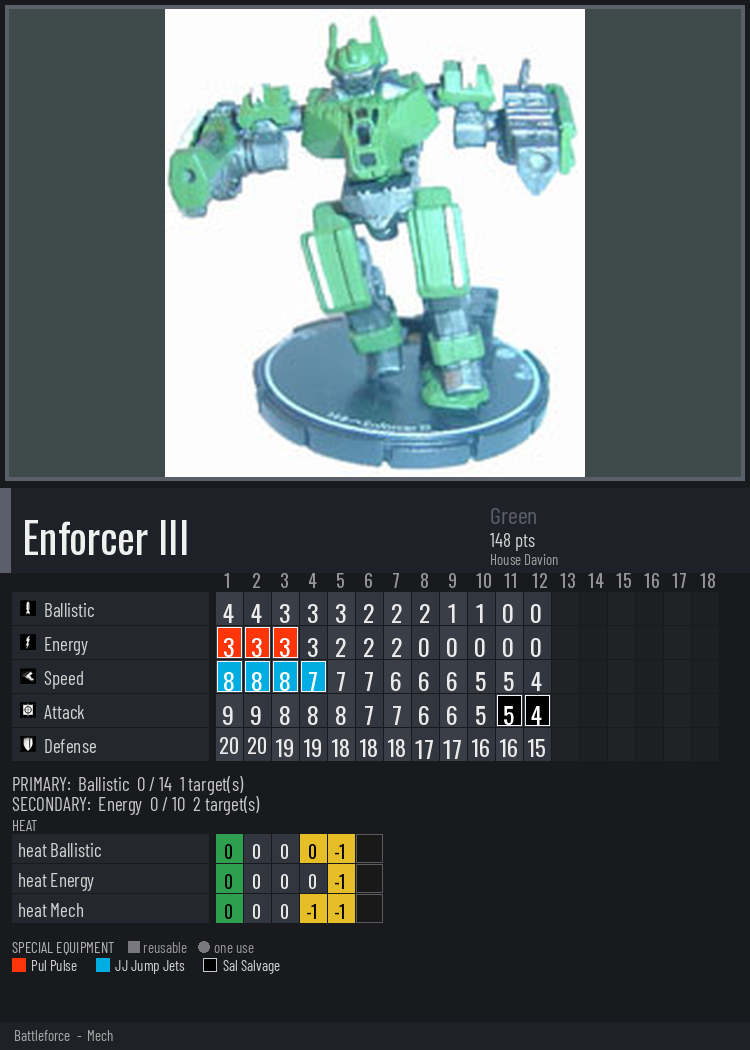 Enforcer III
Green
148 pts
House Davion
1 2 3 4 5 6 7 8 9 10 11 12 13 14 15 16 17 18
Ballistic 4 4 3 3 3 2 2 2 1 1 0 0
Energy 3 3 3 3 2 2 2 0 0 0 0 0
Speed 8 8 8 7 7 7 6 6 6 5 5 4
Attack 9 9 8 8 8 7 7 6 6 5 5 4
Defense 20 20 19 19 18 18 18 17 17 16 16 15
PRIMARY: Ballistic 0 / 14 1 target(s)
SECONDARY: Energy 0 / 10 2 target(s)
HEAT
heat Ballistic 0 0 0 0 -1
heat Energy 0 0 0 0 -1
heat Mech 0 0 0 -1 -1
SPECIAL EQUIPMENT reusable one use
Pul Pulse JJ Jump Jets Sal Salvage
Battleforce - Mech